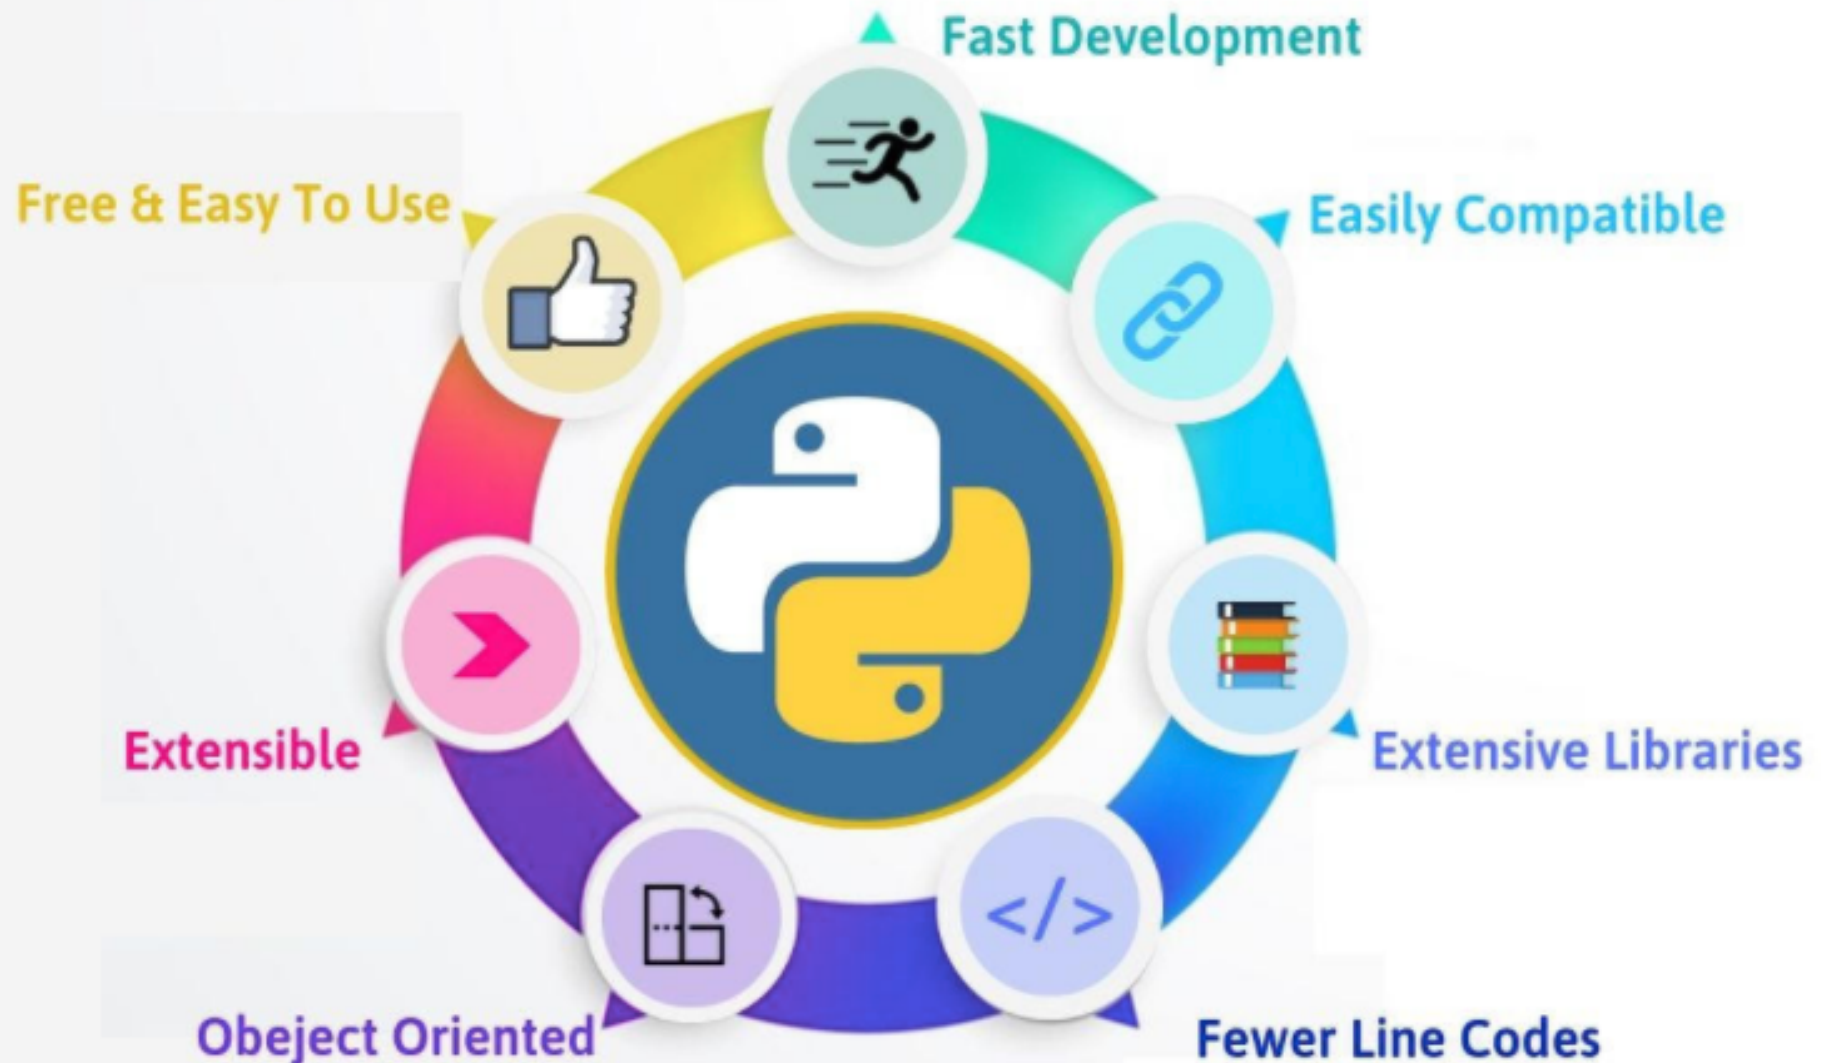 Fast Development
Free & Easy To Use
Easily Compatible
Extensible
Extensive Libraries
</>
Obeject Oriented
Fewer Line Codes